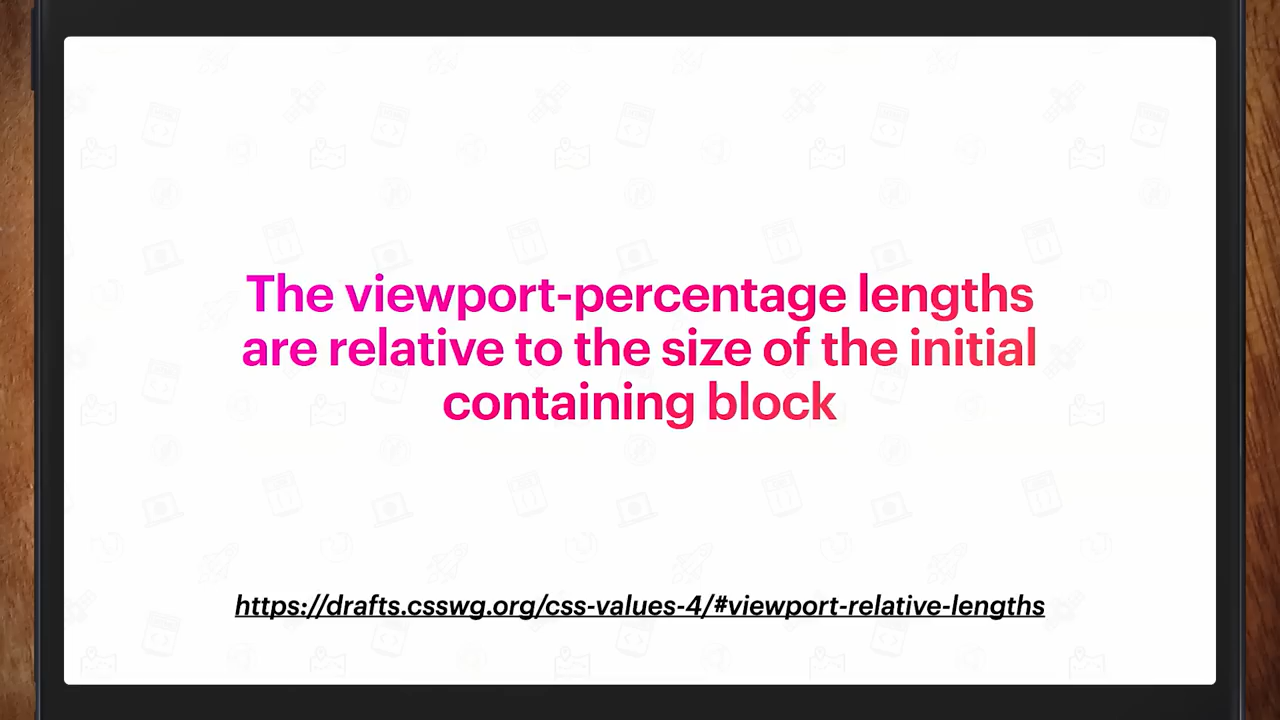 The viewport-percentage lengths
are relative to the size of the initial
containing block
https://drafts.csswg.org/css-values-4/#viewport-relative-lengths